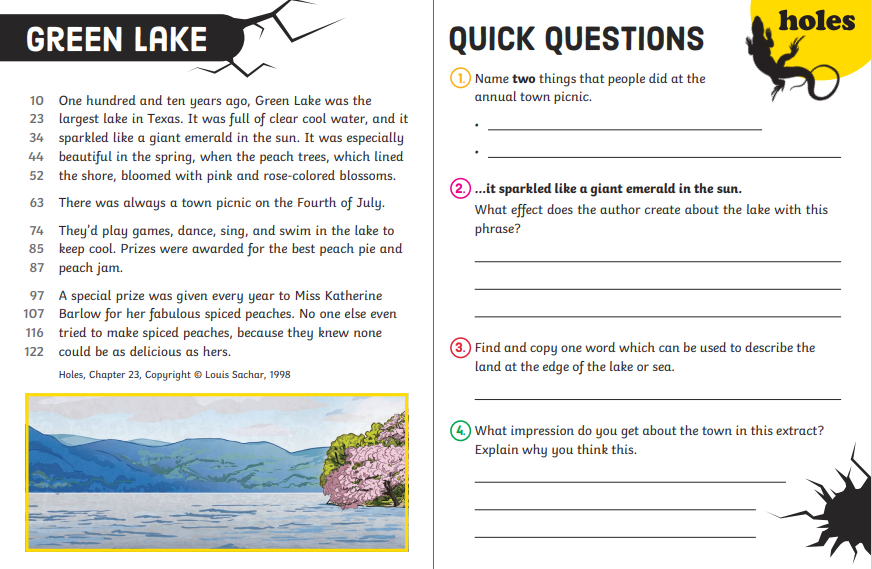 GREEN LAKE
10 One hundred and ten years ago, Green Lake was the
23 largest lake in Texas. It was full of clear cool water, and it
34 sparkled like a giant emerald in the sun. It was especially
44 beautiful in the spring, when the peach trees, which lined
52 the shore, bloomed with pink and rose-colored blossoms.
63 There was always a town picnic on the Fourth of July.
74 They'd play games, dance, sing, and swim in the lake to
85 keep cool. Prizes were awarded for the best peach pie and
87 peach jam.
97 A special prize was given every year to Miss Katherine
107 Barlow for her fabulous spiced peaches. No one else even
116 tried to make spiced peaches, because they knew none
122 could be as delicious as hers.
Holes, Chapter 23, Copyright © Louis Sachar, 1998
QUICK QUESTIONS
holes
1. Name two things that people did at the
annual town picnic.
•
•
2. ...it sparkled like a giant emerald in the sun.
What effect does the author create about the lake with this
phrase?
3. Find and copy one word which can be used to describe the
land at the edge of the lake or sea.
4. What impression do you get about the town in this extract?
Explain why you think this.